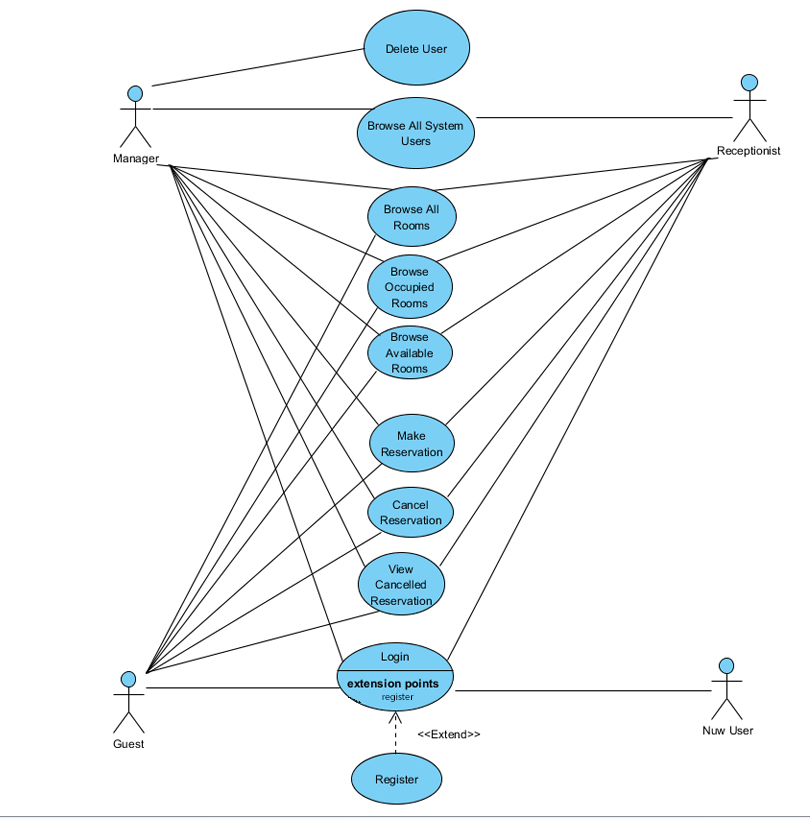 Delete User
Browse All System
Users
Manager
Receptionist
Browse All
Rooms
Browse
Occupied
Rooms
Browse
Available
Rooms
Make
Reservation
Cancel
Reservation
View
Cancelled
Reservation
Login
extension points
register
Guest
Nuw User
<<Extend>>
Register